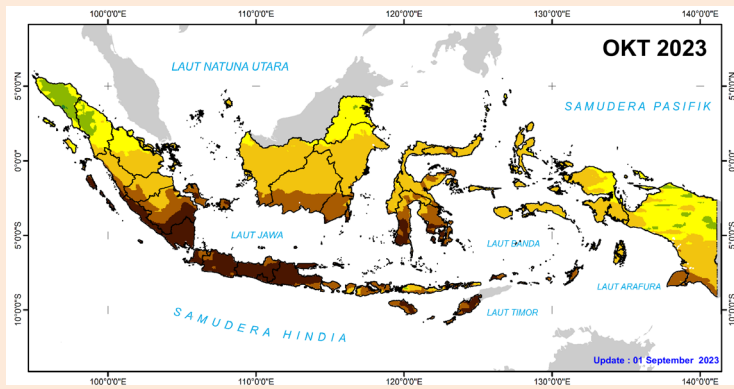 100°0'0"E 110°0'0"E 120°0'0"E 130°0'0"E 140°0'0"E
OKT 2023
LAUT NATUNA UTARA
5°0'0"N
5°0'0"N
SAMUDERA PASIFIK
0°0'0"
0°0'0"
LAUT JAWA
LAUT BANDA
5°0'0"S
5°0'0"S
LAUT ARAFURA
SAMUDERA HINDIA
LAUT TIMOR
10°0'0"S
10°0'0"S
Update : 01 September 2023
100°0'0"E 110°0'0"E 120°0'0"E 130°0'0"E 140°0'0"E